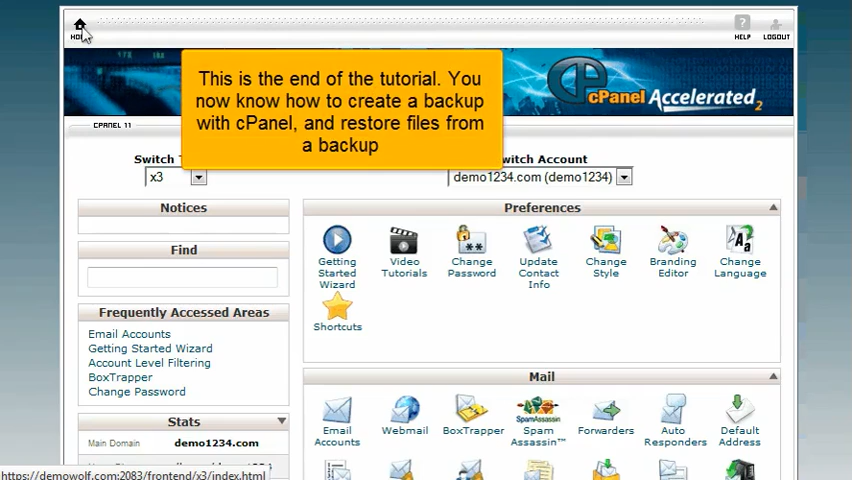 HOM
HELP
LOGOUT
This is the end of the tutorial. You
now know how to create a backup
with cPanel, and restore files from
a backup
cP
cPanel Accelerated2
CPANEL 11
Switch T
witch Account
x3
demo1234.com (demo1234)
Notices
Find
Frequently Accessed Areas
Email Accounts
Getting Started Wizard
Account Level Filtering
BoxTrapper
Change Password
Stats
Main Domain demo1234.com
Preferences
Getting
Started
Wizard
Video
Tutorials
Change
Password
Update
Contact
Info
Change
Style
Branding
Editor
Change
Language
Shortcuts
Mail
Email
Accounts
Webmail
BoxTrapper
SpamAssassin
Spam
Assassin™
Forwarders
Auto
Responders
Default
Address
https://demowolf.com:2083/frontend/x3/index.html